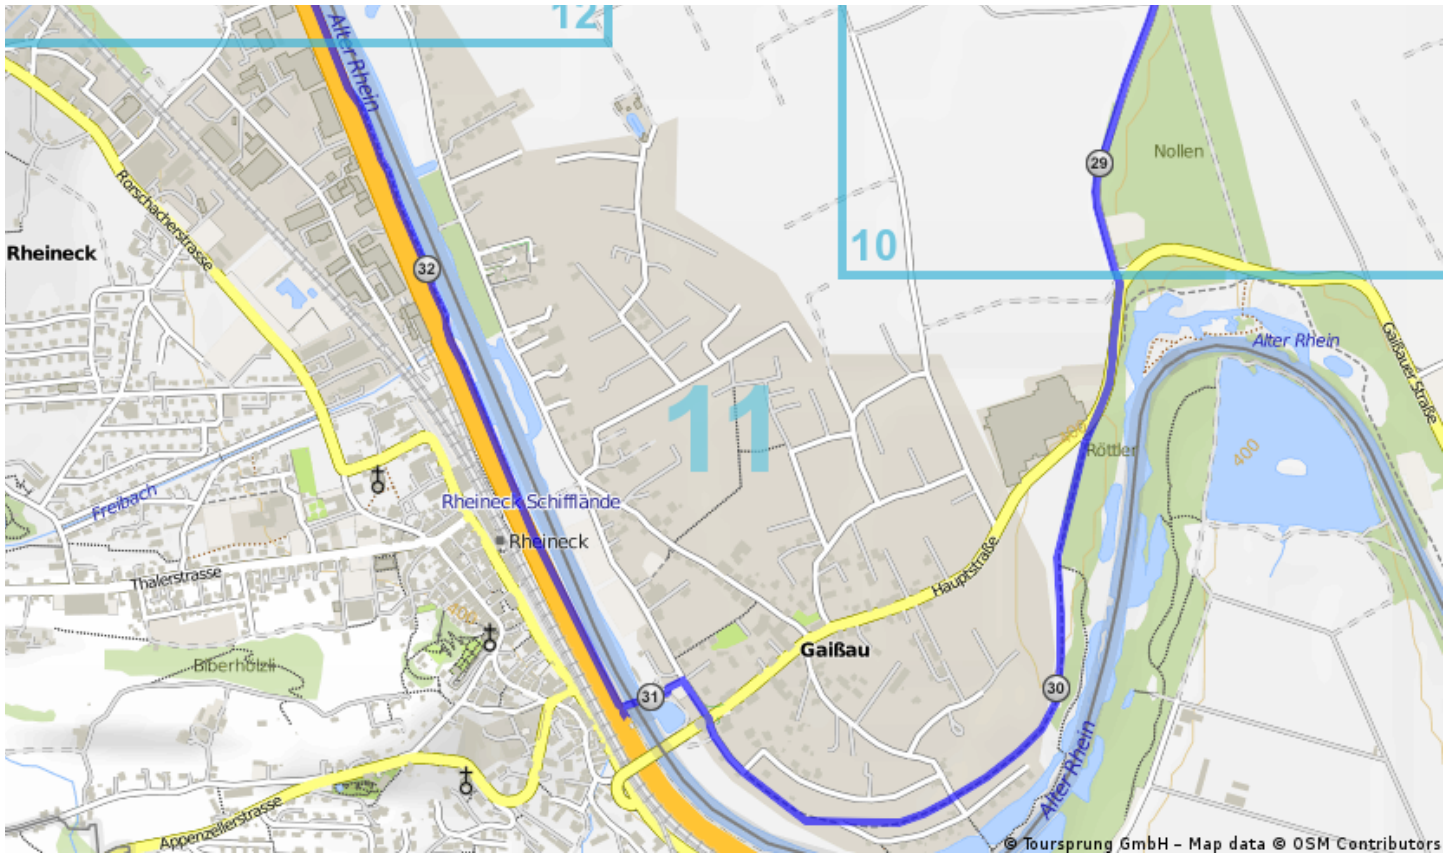 12
Alter Rhein
29
Nollen
Rorschacherstrasse
10
Rheineck
32
Alter Rhein
Gaißauer Straße
11
400
Röttler
400
Freibach
Rheineck Schifflände
Rheineck
Thalerstrasse
Hauptstraße
400
Biberhölzli
Gaißau
31
30
Alter Rhein
Appenzellerstrasse
© Toursprung GmbH – Map data © OSM Contributors